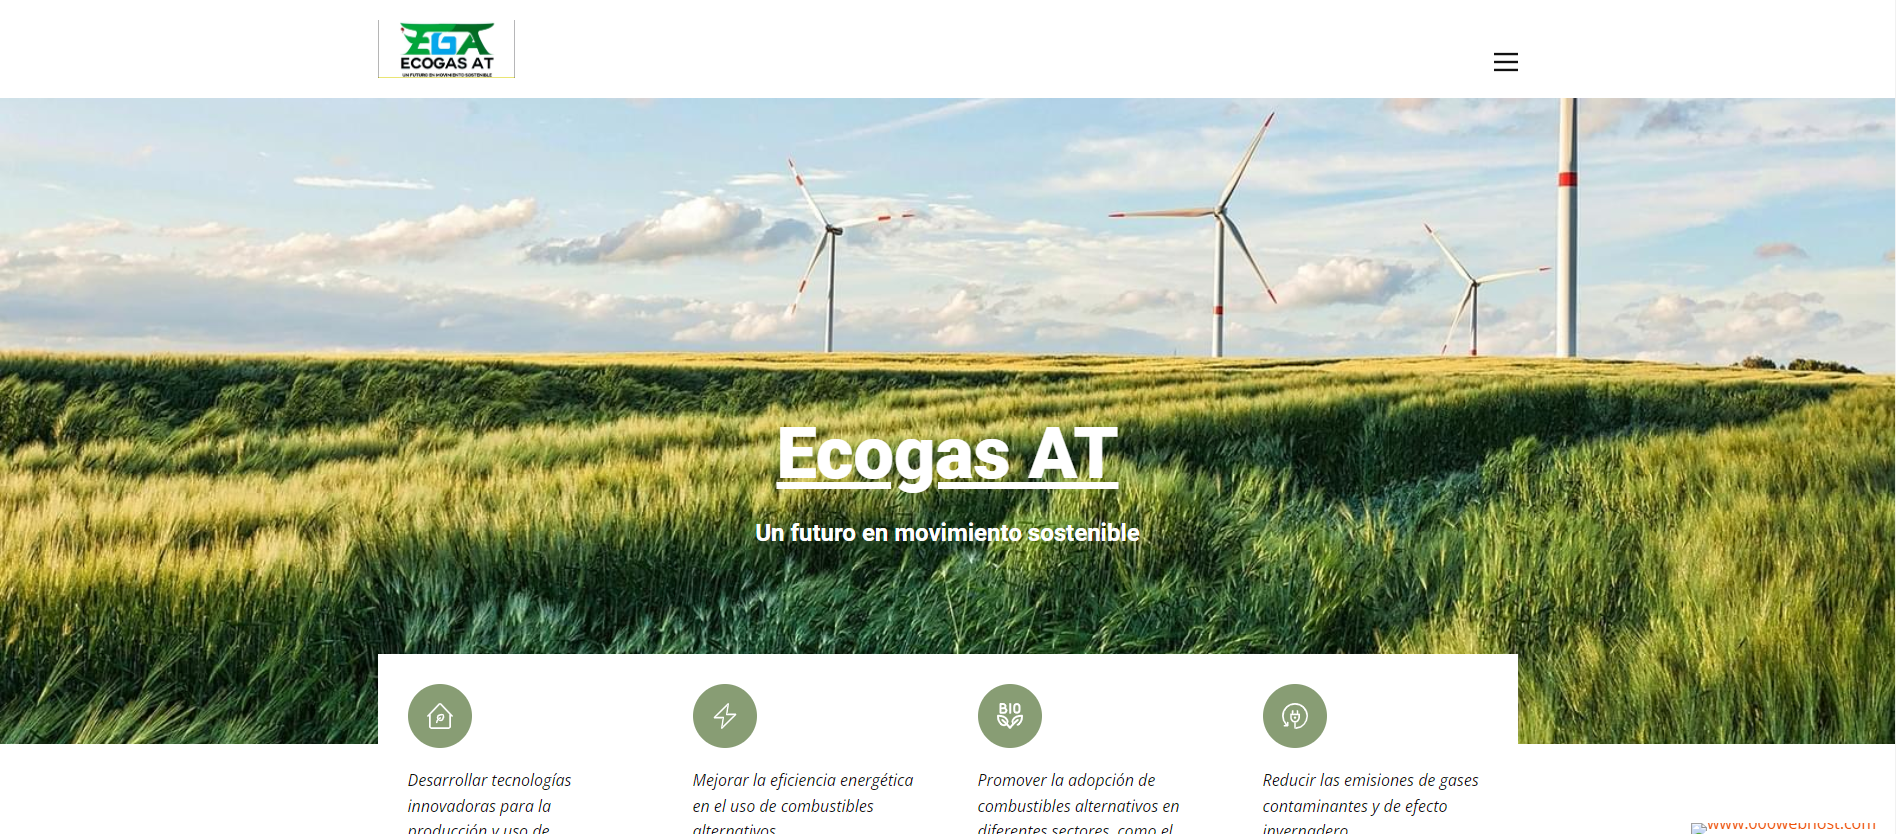 EGA
ECOGAS AT
UN FUTURO EN MOVIMIENTO SOSTENIBLE
Ecogas AT
Un futuro en movimiento sostenible
BIO
Desarrollar tecnologías
innovadoras para la
producción y uso de
Mejorar la eficiencia energética
en el uso de combustibles
alternativos
Promover la adopción de
combustibles alternativos en
diferentes sectores, como el
Reducir las emisiones de gases
contaminantes y de efecto
invernadero
www.000webhost.com